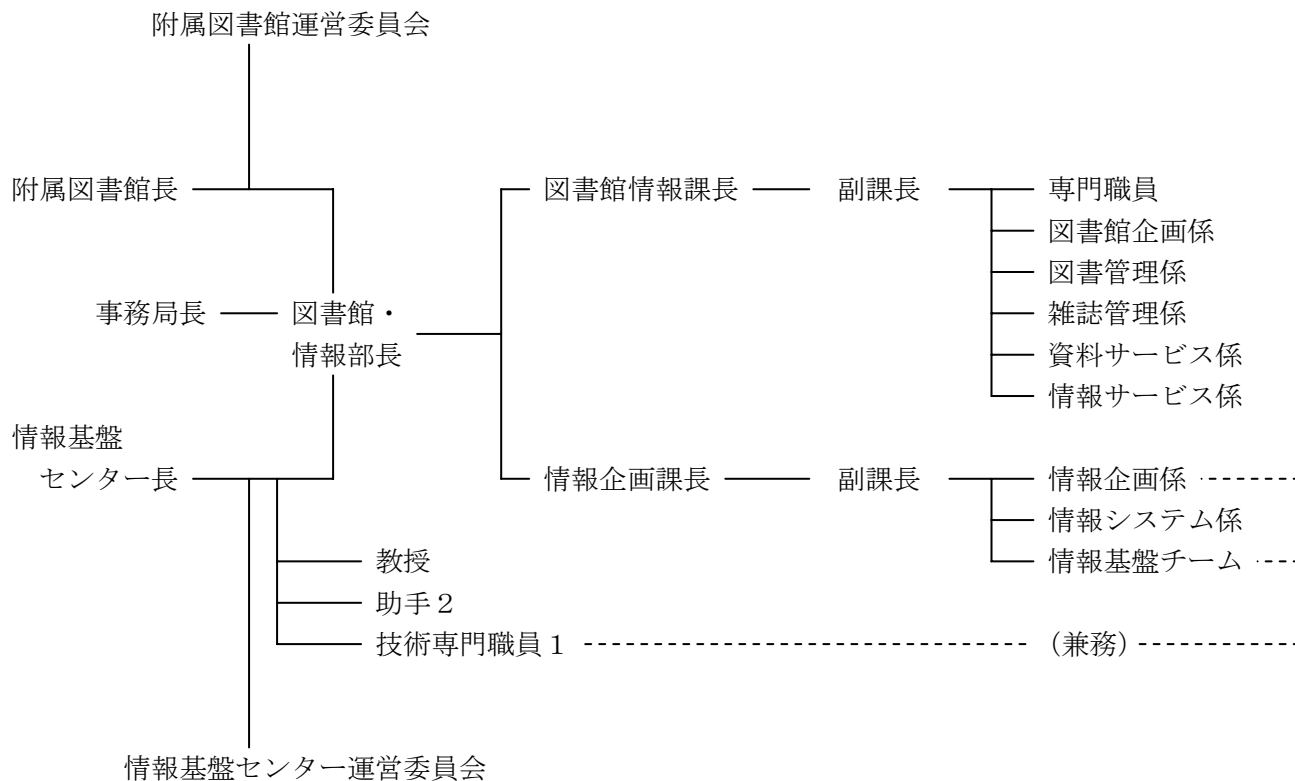 附属図書館運営委員会
附属図書館長
図書館情報課長
副課長
専門職員
図書館企画係
図書管理係
事務局長
図書館・
情報部長
雑誌管理係
資料サービス係
情報サービス係
情報基盤
センター長
情報企画課長
副課長
情報企画係
情報システム係
教授
情報基盤チーム
助手２
技術専門職員１
(兼務)
情報基盤センター運営委員会